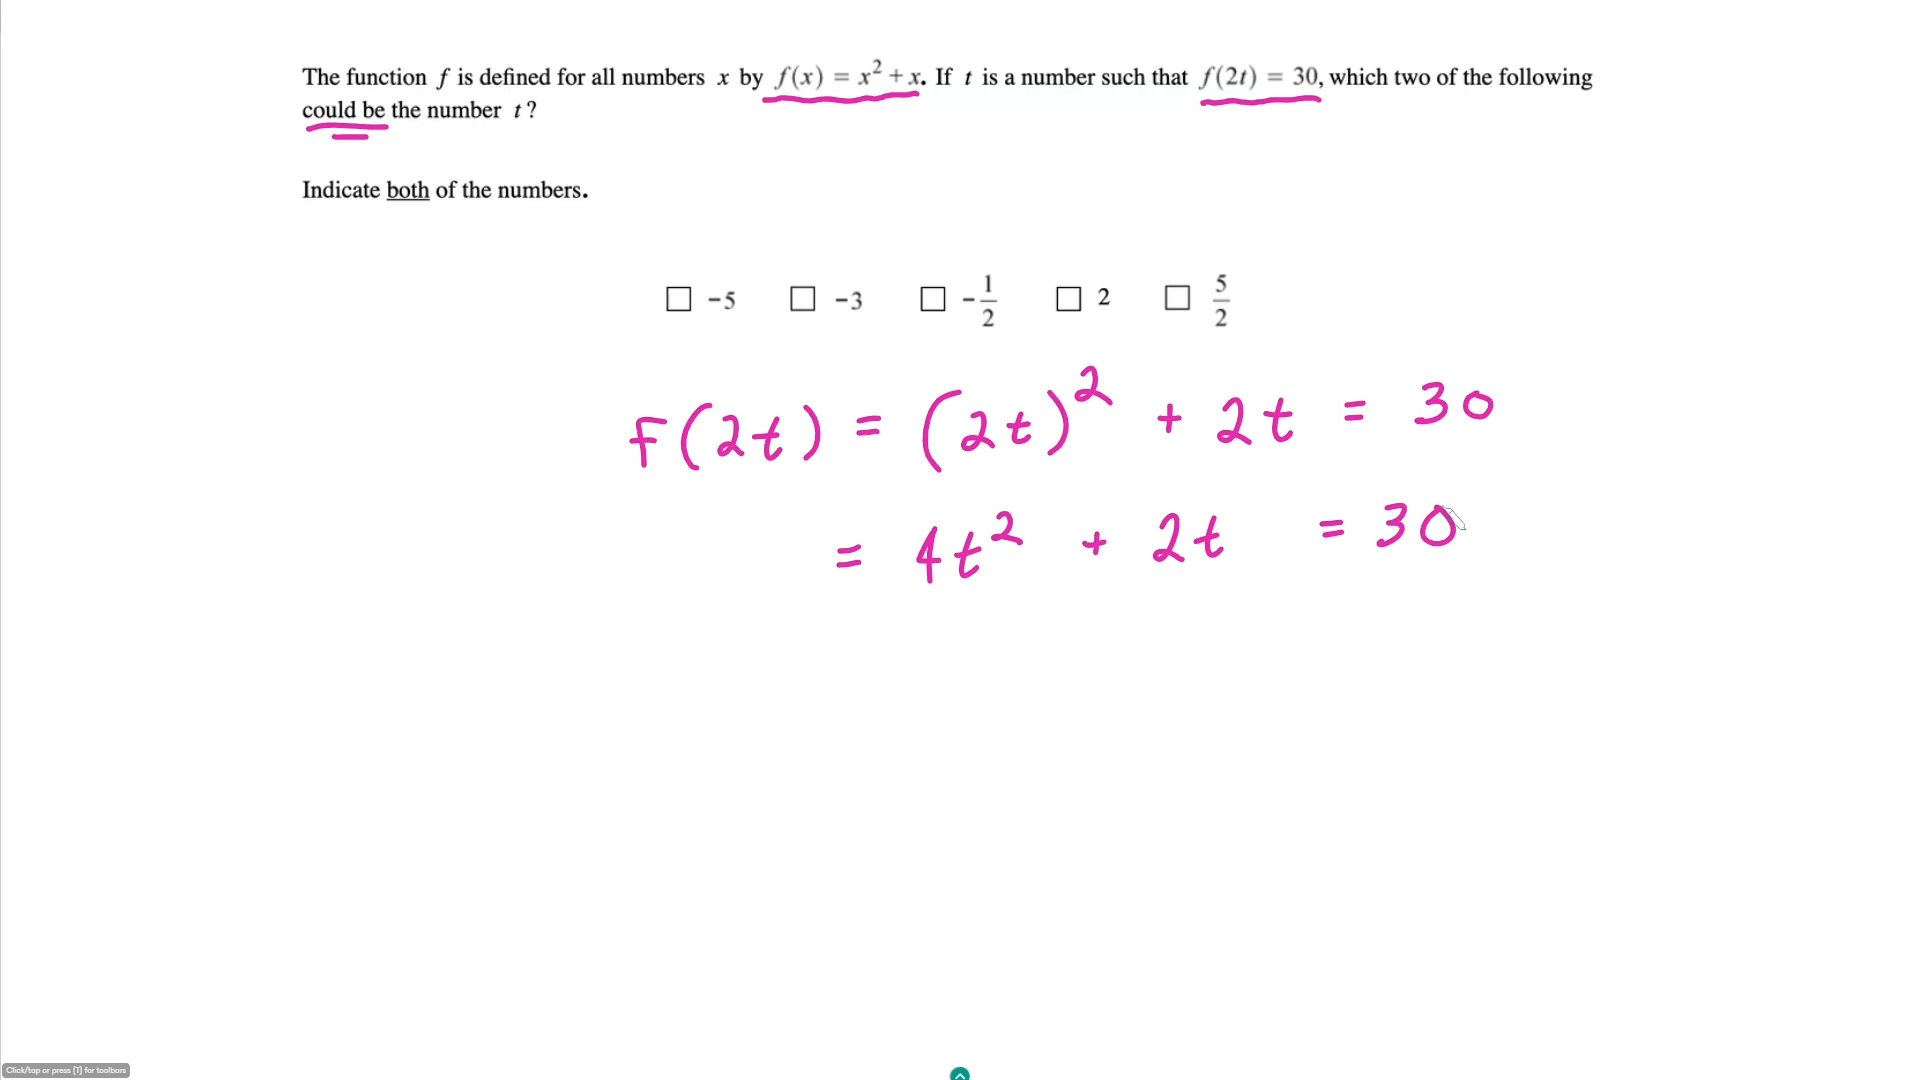 The function f is defined for all numbers x by f(x) = x² + x. If t is a number such that f(2t) = 30, which two of the following
could be the number t?
Indicate both of the numbers.
☐ −5 ☐ −3 ☐ −1/2 ☐ 2 ☐ 5/2
F(2t) = (2t)² + 2t = 30
= 4t² + 2t = 30
Click/tap or press [T] for toolbars